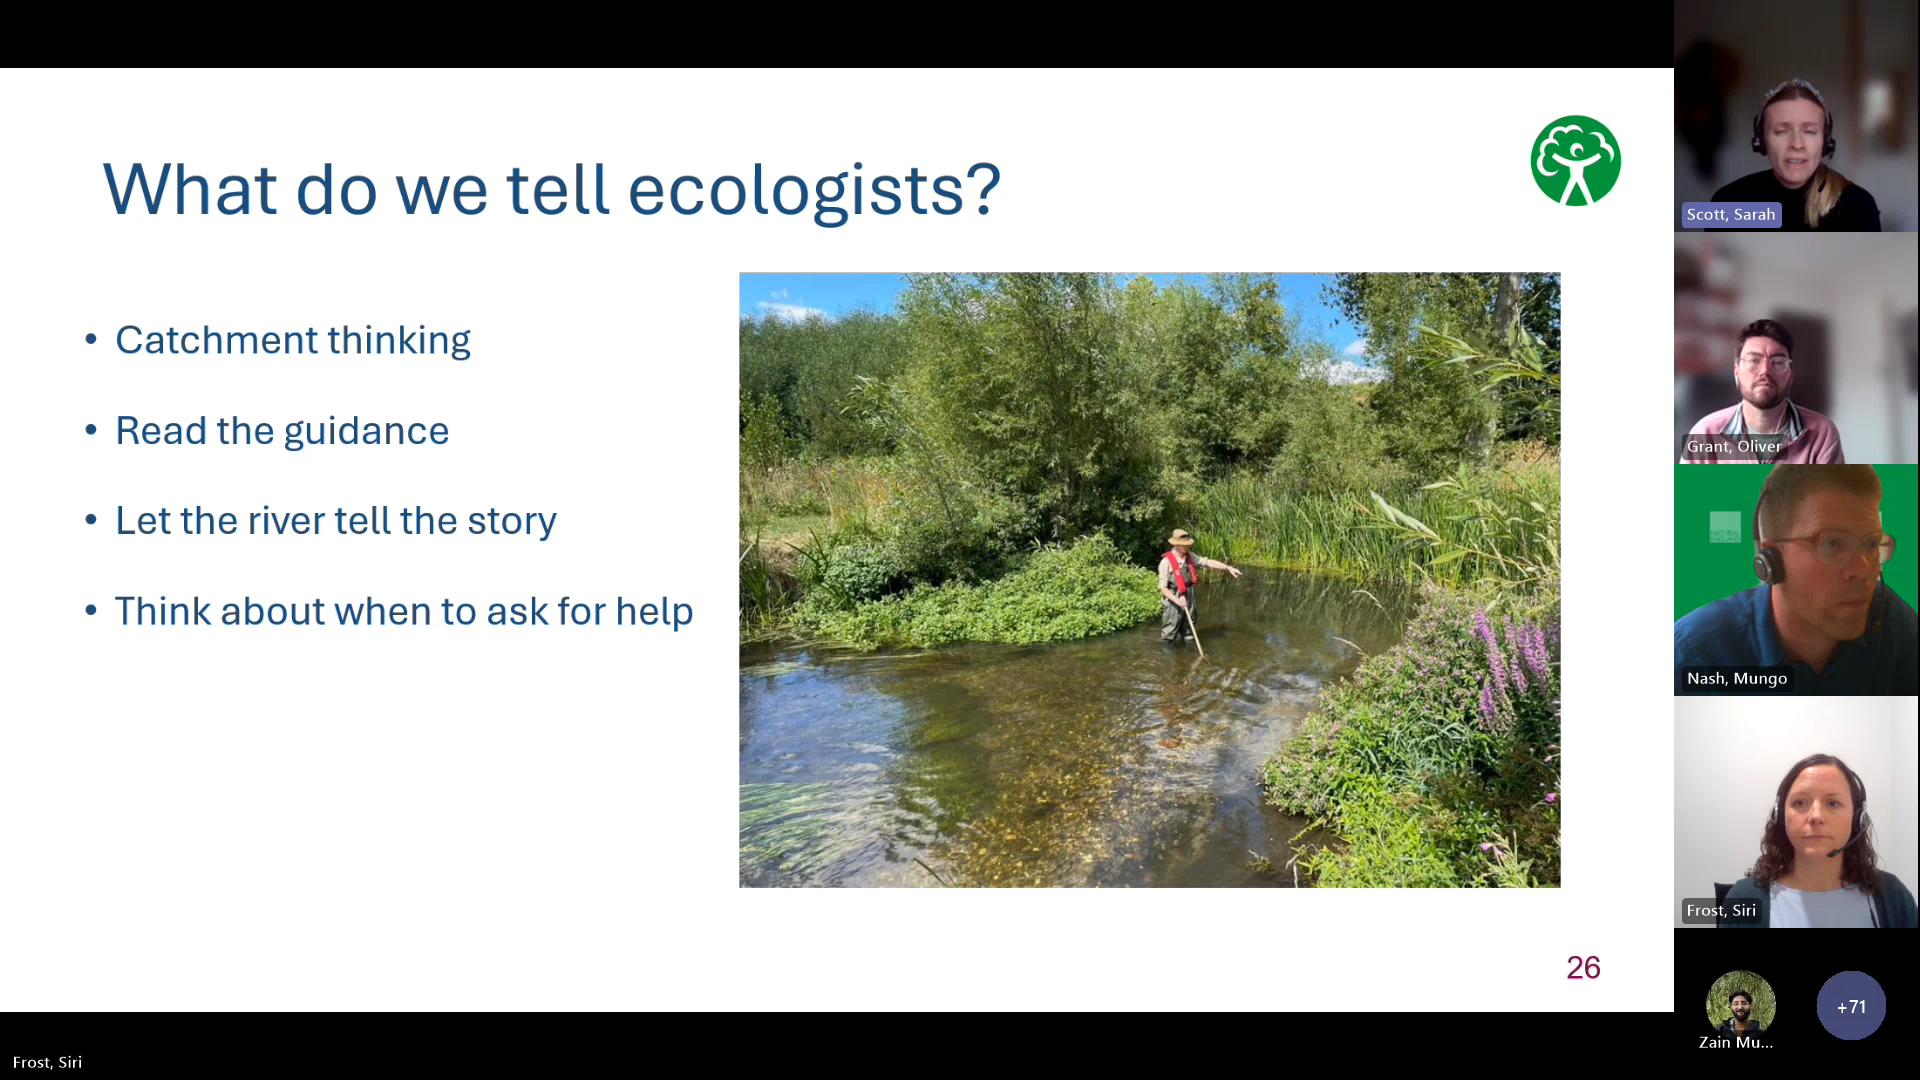 What do we tell ecologists?
• Catchment thinking
• Read the guidance
• Let the river tell the story
• Think about when to ask for help
26
Scott, Sarah
Grant, Oliver
Nash, Mungo
Frost, Siri
Zain Mu...
+71
Frost, Siri